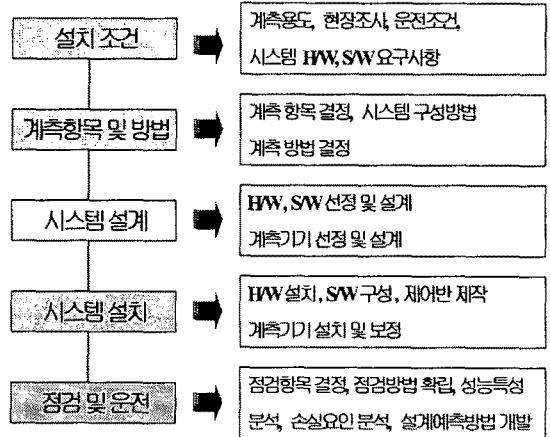 설치 조건
계측용도, 현장조사, 운전조건,
시스템 H/W, S/W 요구사항
계측항목 및 방법
계측 항목 결정, 시스템 구성방법
계측 방법 결정
시스템 설계
H/W, S/W 선정 및 설계
계측기기 선정 및 설계
시스템 설치
H/W 설치, S/W 구성, 제어반 제작
계측기기 설치 및 보정
점검 및 운전
점검항목 결정, 점검방법 확립, 성능특성
분석, 손실요인 분석, 설계예측방법 개발